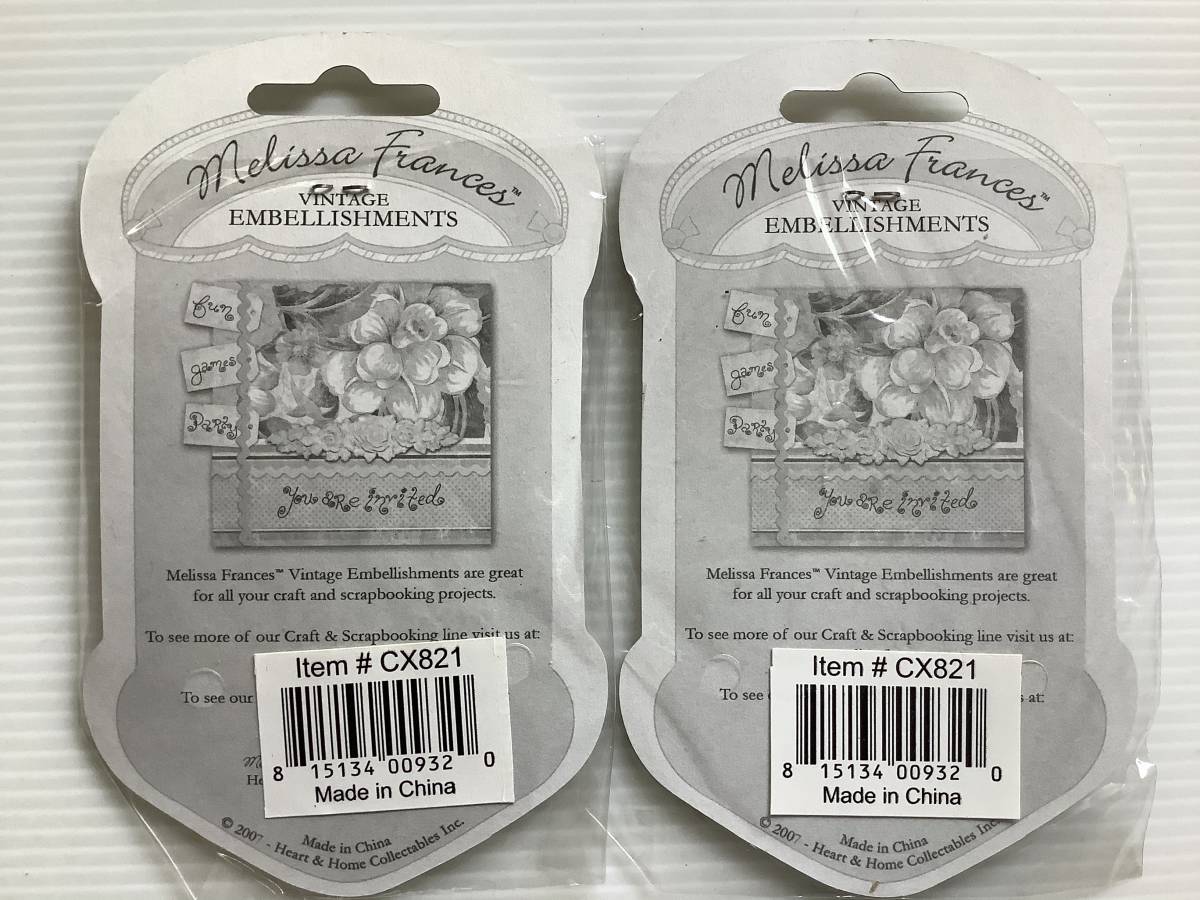 Melissa Frances™
VINTAGE
EMBELLISHMENTS
fun
games
Party
You aRe invited
Melissa Frances™ Vintage Embellishments are great
for all your craft and scrapbooking projects.
To see more of our Craft & Scrapbooking line visit us at:
To see our
Item # CX821
8 15134 00932 0
Made in China
Made in China
© 2007 - Heart & Home Collectables Inc.
Melissa Frances™
VINTAGE
EMBELLISHMENTS
fun
games
Party
You aRe invited
Melissa Frances™ Vintage Embellishments are great
for all your craft and scrapbooking projects.
To see more of our Craft & Scrapbooking line visit us at:
To see
at:
Item # CX821
8 15134 00932 0
Made in China
Made in China
© 2007 - Heart & Home Collectables Inc.